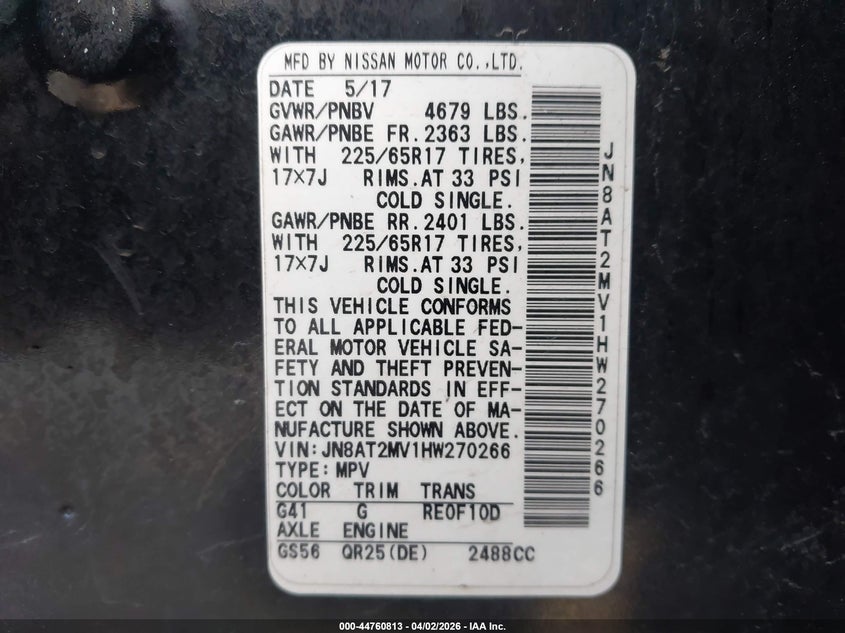 MFD BY NISSAN MOTOR CO.,LTD.
DATE 5/17
GVWR/PNBV 4679 LBS.
GAWR/PNBE FR.2363 LBS.
WITH 225/65R17 TIRES,
17×7J RIMS.AT 33 PSI
COLD SINGLE.
GAWR/PNBE RR.2401 LBS.
WITH 225/65R17 TIRES,
17×7J RIMS.AT 33 PSI
COLD SINGLE.
THIS VEHICLE CONFORMS
TO ALL APPLICABLE FED-
ERAL MOTOR VEHICLE SA-
FETY AND THEFT PREVEN-
TION STANDARDS IN EFF-
ECT ON THE DATE OF MA-
NUFACTURE SHOWN ABOVE.
VIN:JN8AT2MV1HW270266
TYPE:MPV
COLOR TRIM TRANS
G41 G RE0F10D
AXLE ENGINE
GS56 QR25(DE) 2488CC
JN8AT2MV1HW270266
000-44760813 - 04/02/2026 - IAA Inc.